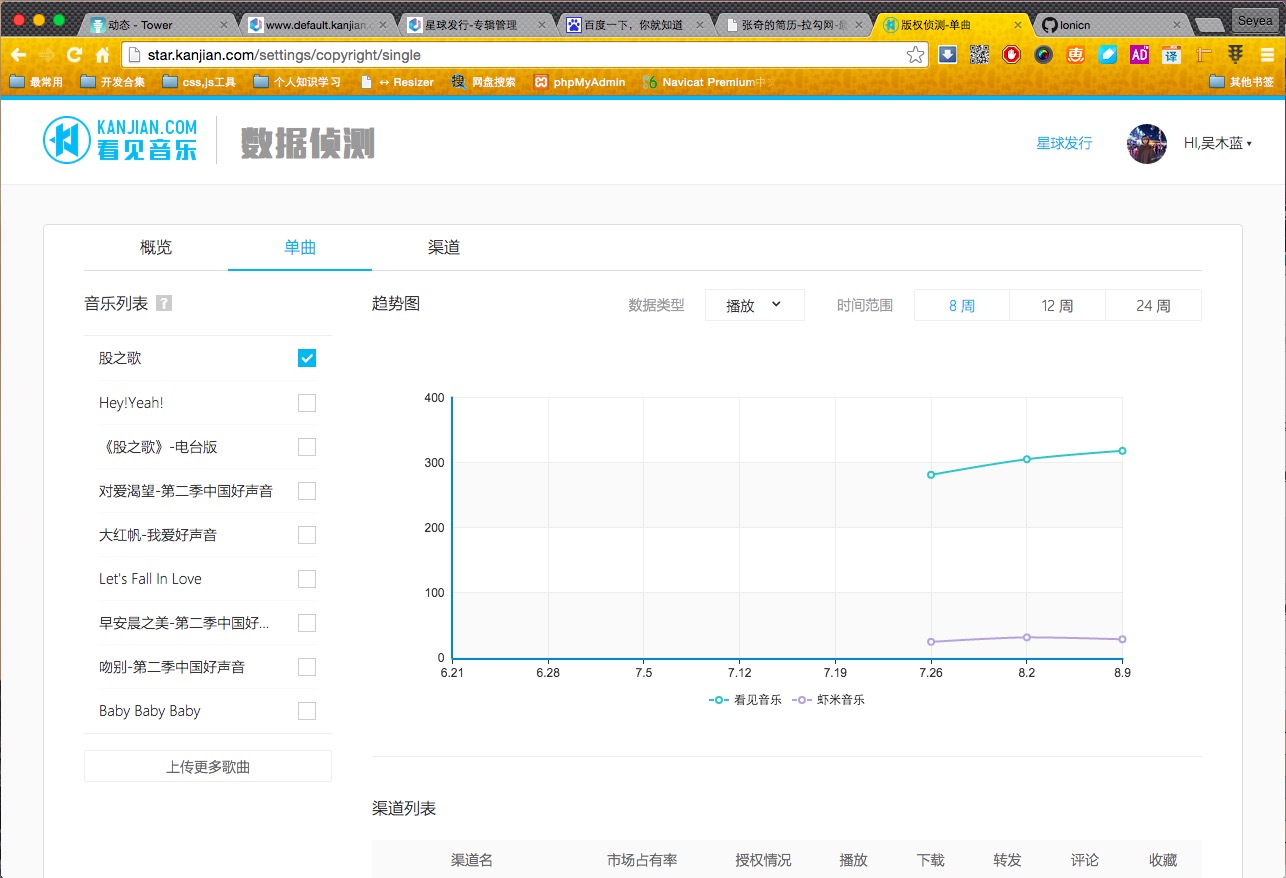 动态 - Tower
www.default.kanjian.c
星球发行-专辑管理
百度一下，你就知道
张奇的简历-拉勾网-最
版权侦测-单曲
Ionicn
Seyea
star.kanjian.com/settings/copyright/single
最常用
开发合集
css,js工具
个人知识学习
↔ Resizer
网盘搜索
phpMyAdmin
Navicat Premium中文
其他书签
KANJIAN.COM
看见音乐
数据侦测
星球发行
HI,吴木蓝
概览
单曲
渠道
音乐列表 ?
股之歌
Hey!Yeah!
《股之歌》-电台版
对爱渴望-第二季中国好声音
大红帆-我爱好声音
Let's Fall In Love
早安晨之美-第二季中国好...
吻别-第二季中国好声音
Baby Baby Baby
上传更多歌曲
趋势图
数据类型
播放
时间范围
8 周
12 周
24 周
400
300
200
100
0
6.21
6.28
7.5
7.12
7.19
7.26
8.2
8.9
看见音乐
虾米音乐
渠道列表
渠道名
市场占有率
授权情况
播放
下载
转发
评论
收藏